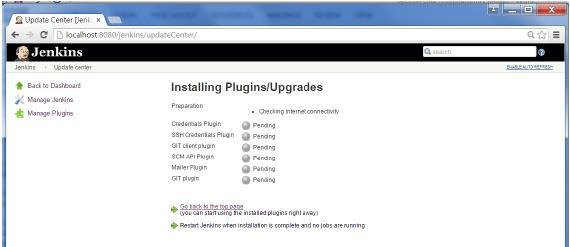 Update Center [Jenk
localhost:8080/jenkins/updateCenter/
Jenkins
search
Jenkins Update center
ENABLE AUTO REFRESH
Back to Dashboard
Manage Jenkins
Manage Plugins
Installing Plugins/Upgrades
Preparation
Checking internet connectivity
Credentials Plugin Pending
SSH Credentials Plugin Pending
GIT client plugin Pending
SCM API Plugin Pending
Mailer Plugin Pending
GIT plugin Pending
Go back to the top page
(you can start using the installed plugins right away)
Restart Jenkins when installation is complete and no jobs are running